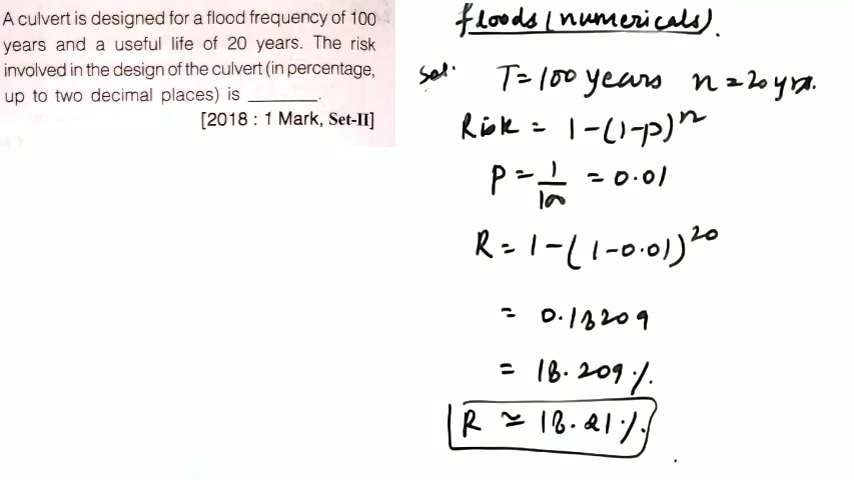 A culvert is designed for a flood frequency of 100
years and a useful life of 20 years. The risk
involved in the design of the culvert (in percentage,
up to two decimal places) is ________.
[2018 : 1 Mark, Set-II]
floods (numericals).
Sol. T = 100 years n = 20 yrs.
Risk = 1-(1-p)^n
P = 1/100 = 0.01
R = 1-(1-0.01)^20
= 0.18209
= 18.209%.
R ≃ 18.21%.